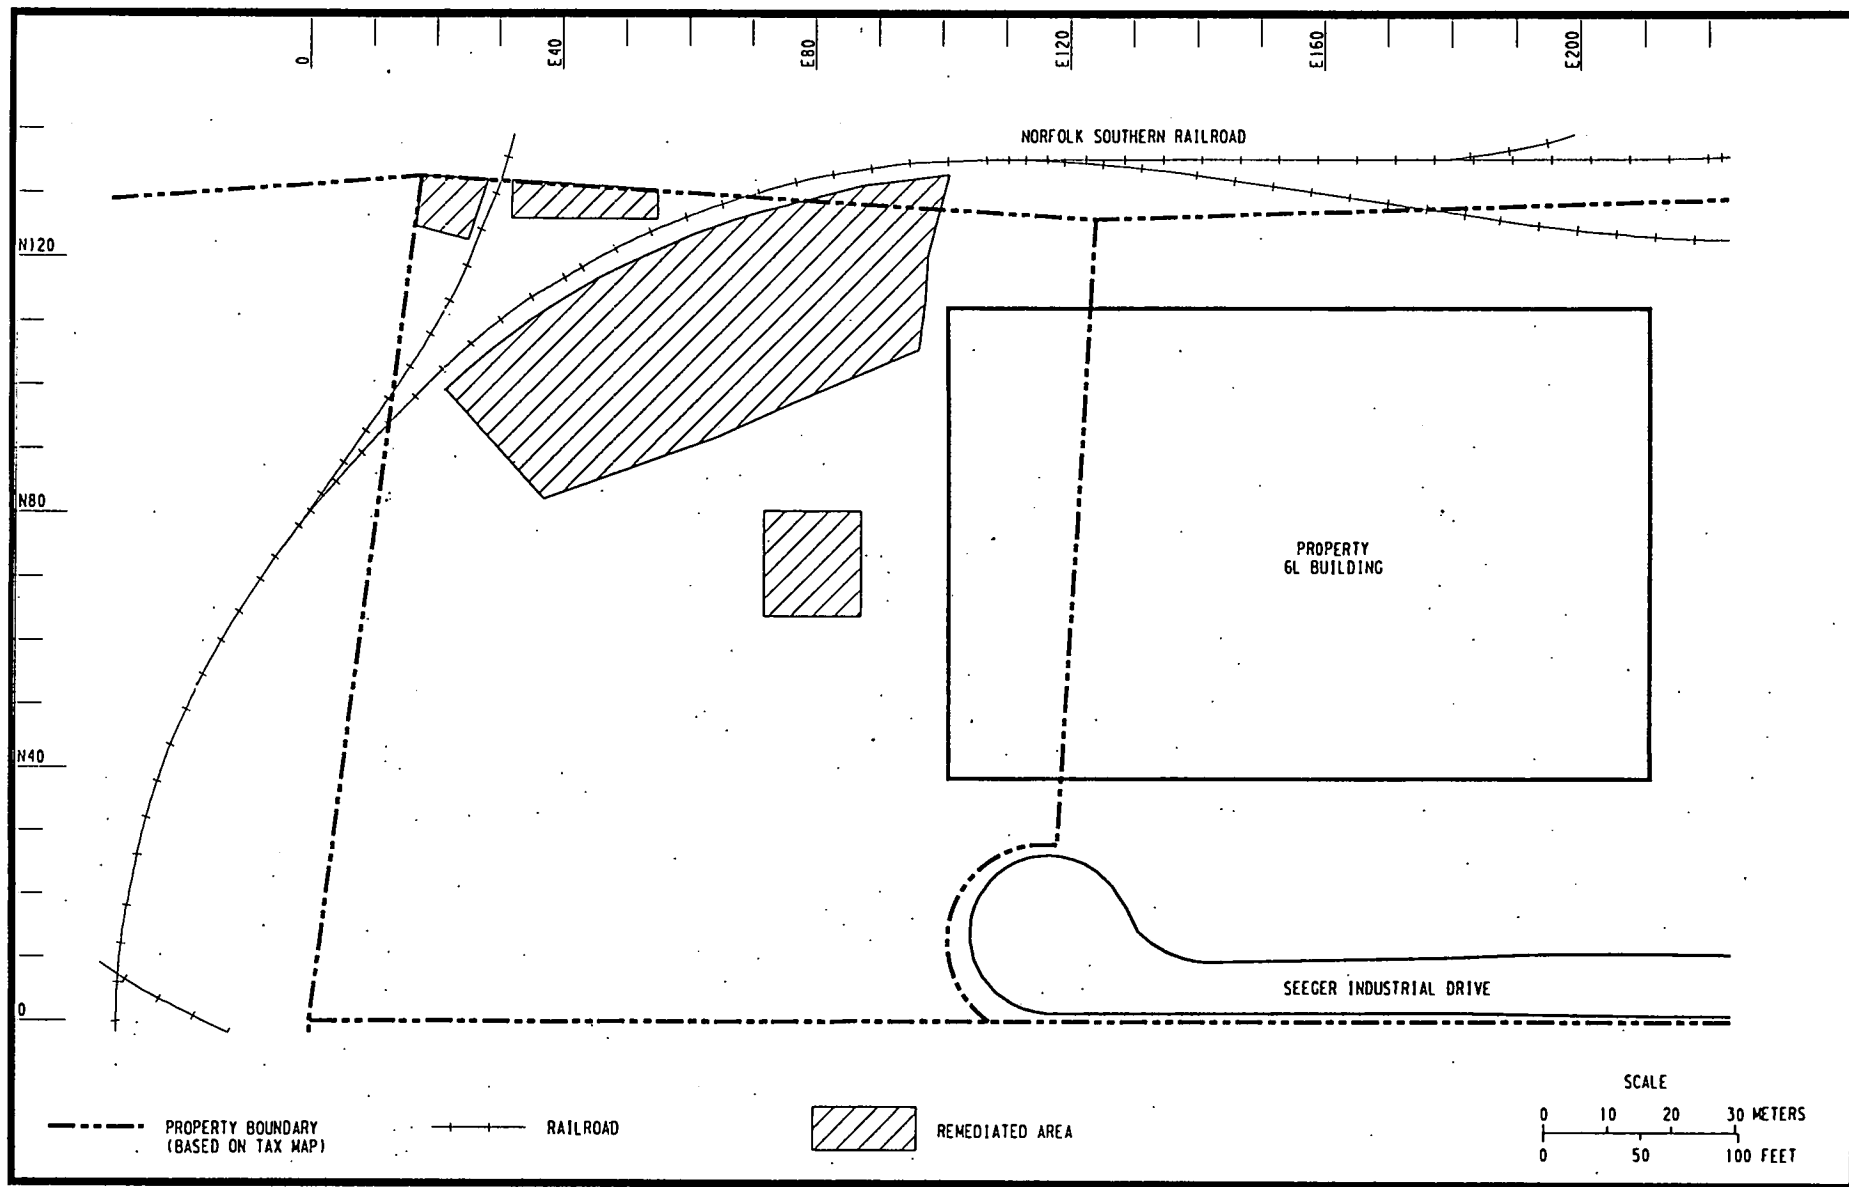 0
E40
E80
E120
E160
E200
NORFOLK SOUTHERN RAILROAD
N120
N80
N40
0
PROPERTY
6L BUILDING
SEEGER INDUSTRIAL DRIVE
PROPERTY BOUNDARY
(BASED ON TAX MAP)
RAILROAD
REMEDIATED AREA
SCALE
0 10 20 30 METERS
0 50 100 FEET